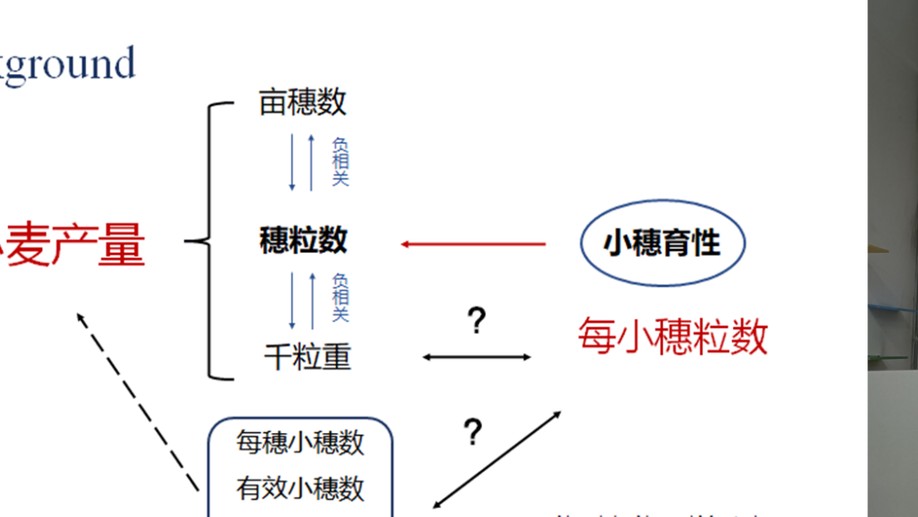 kground
亩穗数
负相关
小麦产量
穗粒数
小穗育性
负相关
?
每小穗粒数
千粒重
?
每穗小穗数
有效小穗数